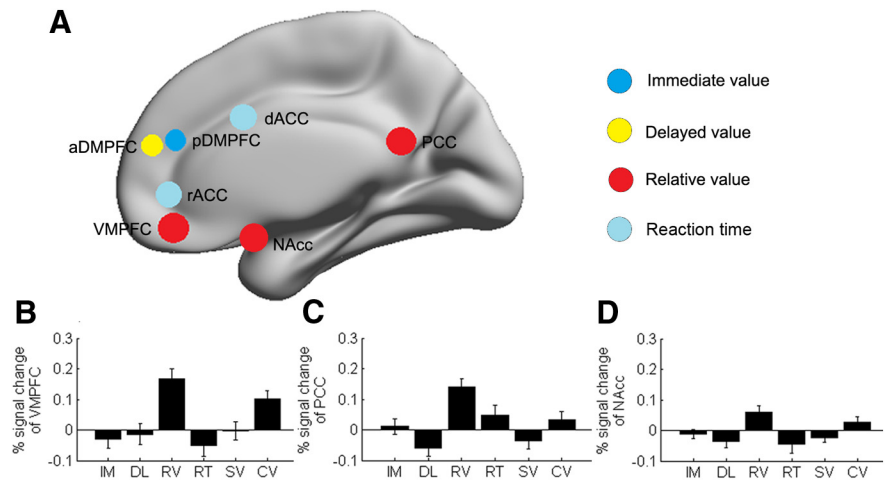 A
Immediate value
dACC
aDMPFC
pDMPFC
PCC
Delayed value
Relative value
rACC
VMPFC
NAcc
Reaction time
B
C
D
% signal change
of VMPFC
0.3
0.2
0.1
0
-0.1
IM DL RV RT SV CV
% signal change
of PCC
0.3
0.2
0.1
0
-0.1
IM DL RV RT SV CV
% signal change
of NAcc
0.3
0.2
0.1
0
-0.1
IM DL RV RT SV CV